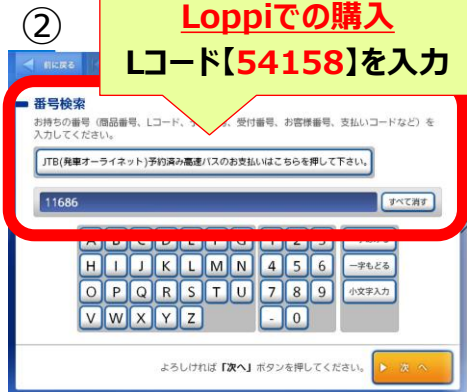 ②
Loppiでの購入
Lコード【54158】を入力
前に戻る
番号検索
お持ちの番号（商品番号、Lコード、
号、受付番号、お客様番号、支払いコードなど）を
入力してください。
JTB(発車オーライネット)予約済み高速バスのお支払いはこちらを押して下さい。
11686
すべて消す
A B C D E F G 1 2 3
H I J K L M N 4 5 6 一字もどる
O P Q R S T U 7 8 9 小文字入力
V W X Y Z - 0
よろしければ「次へ」ボタンを押してください。
次 へ